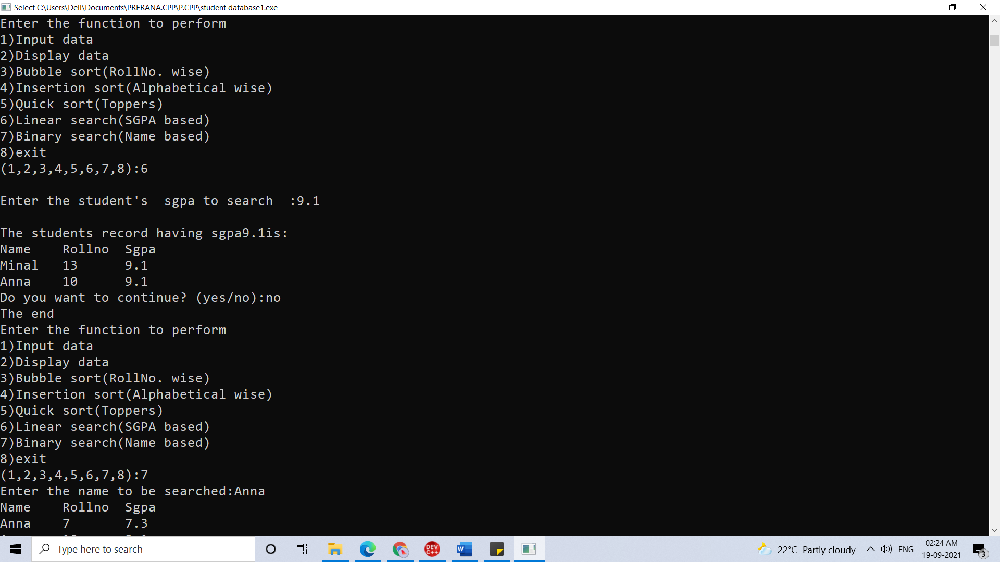 Select C:\Users\Dell\Documents\PRERANA.CPP\P.CPP\student database1.exe
Enter the function to perform
1)Input data
2)Display data
3)Bubble sort(RollNo. wise)
4)Insertion sort(Alphabetical wise)
5)Quick sort(Toppers)
6)Linear search(SGPA based)
7)Binary search(Name based)
8)exit
(1,2,3,4,5,6,7,8):6
Enter the student's  sgpa to search  :9.1
The students record having sgpa9.1is:
Name    Rollno  Sgpa
Minal   13      9.1
Anna    10      9.1
Do you want to continue? (yes/no):no
The end
Enter the function to perform
1)Input data
2)Display data
3)Bubble sort(RollNo. wise)
4)Insertion sort(Alphabetical wise)
5)Quick sort(Toppers)
6)Linear search(SGPA based)
7)Binary search(Name based)
8)exit
(1,2,3,4,5,6,7,8):7
Enter the name to be searched:Anna
Name    Rollno  Sgpa
Anna    7       7.3
Type here to search
DEV C++
W
22°C Partly cloudy
ENG
02:24 AM
19-09-2021
3